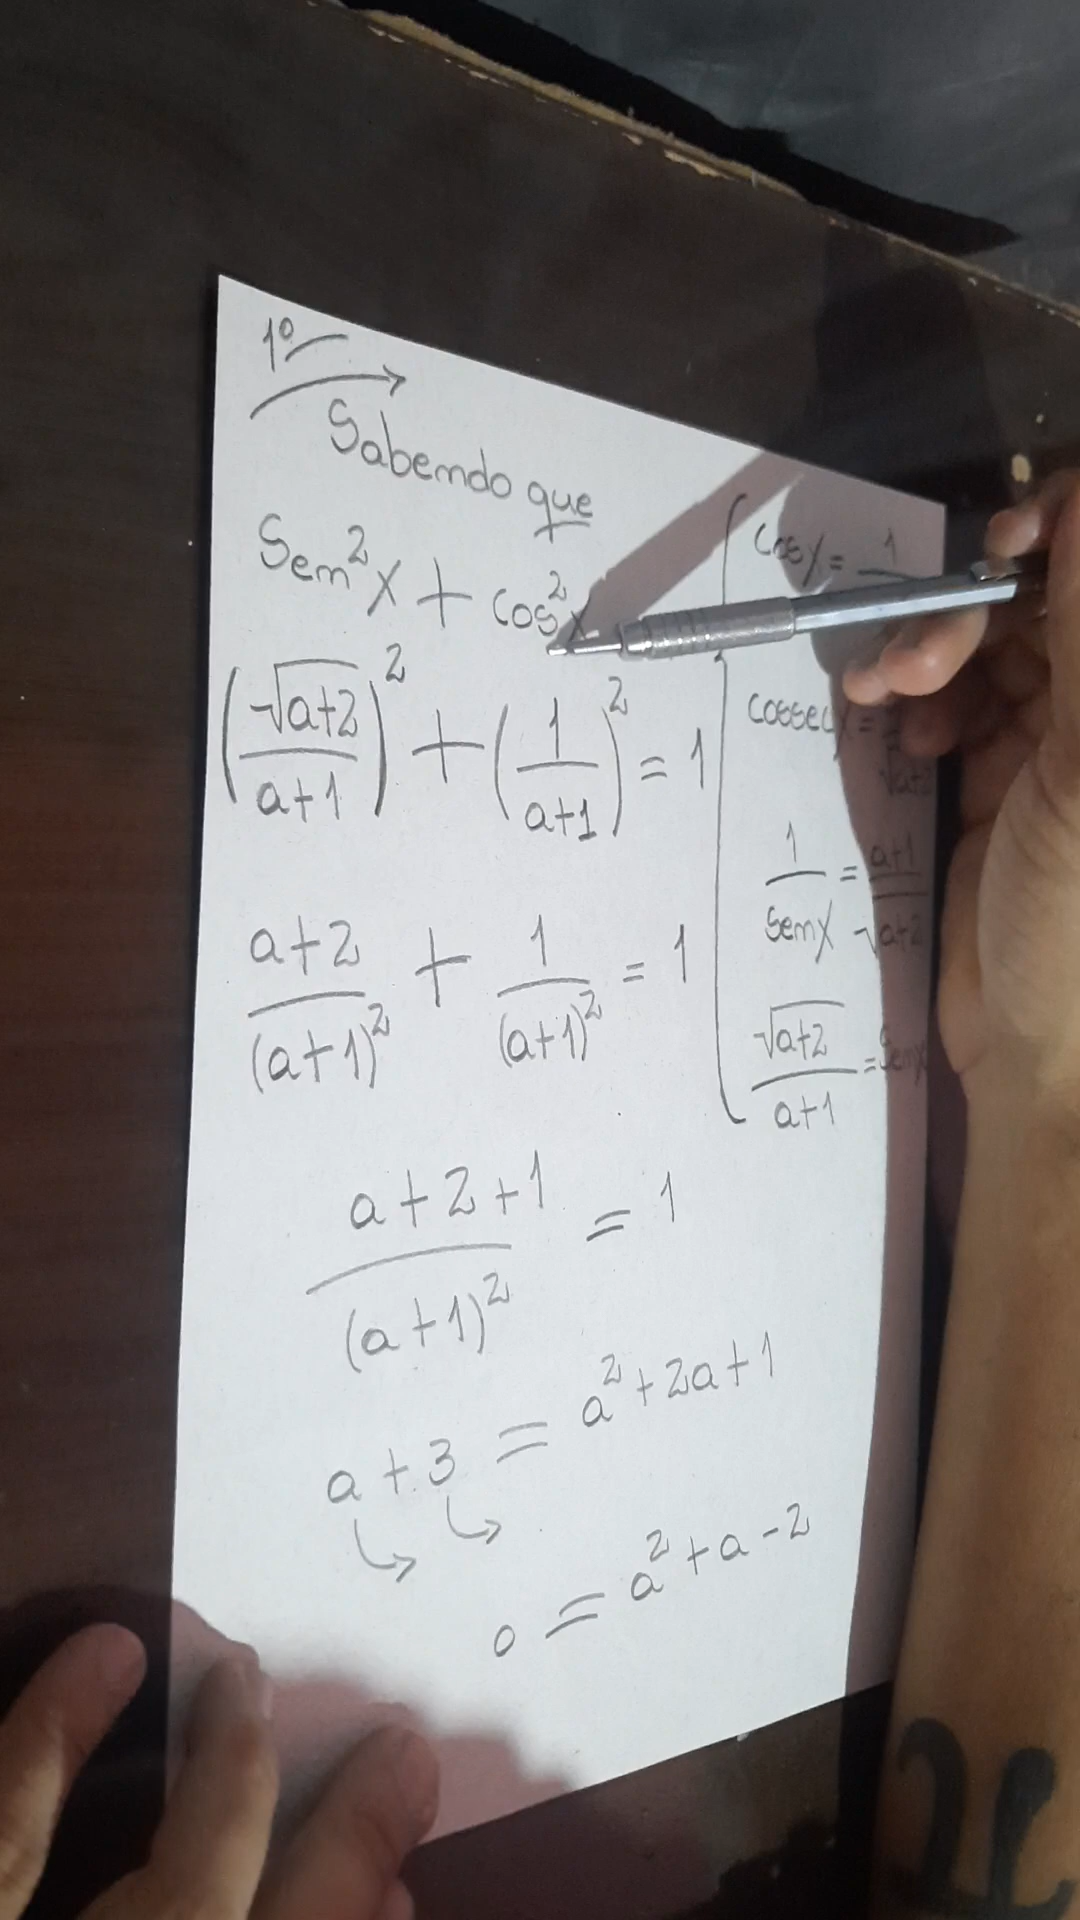 1º
Sabendo que
Sen²x + cos²x
(√a+2/a+1)² + (1/a+1)² = 1
a+2/(a+1)² + 1/(a+1)² = 1
a+2+1/(a+1)² = 1
a+3 = a²+2a+1
0 = a²+a-2
cosx = 1
cossecx =
1/senx = a+1/√a+2
√a+2/a+1 = Senx